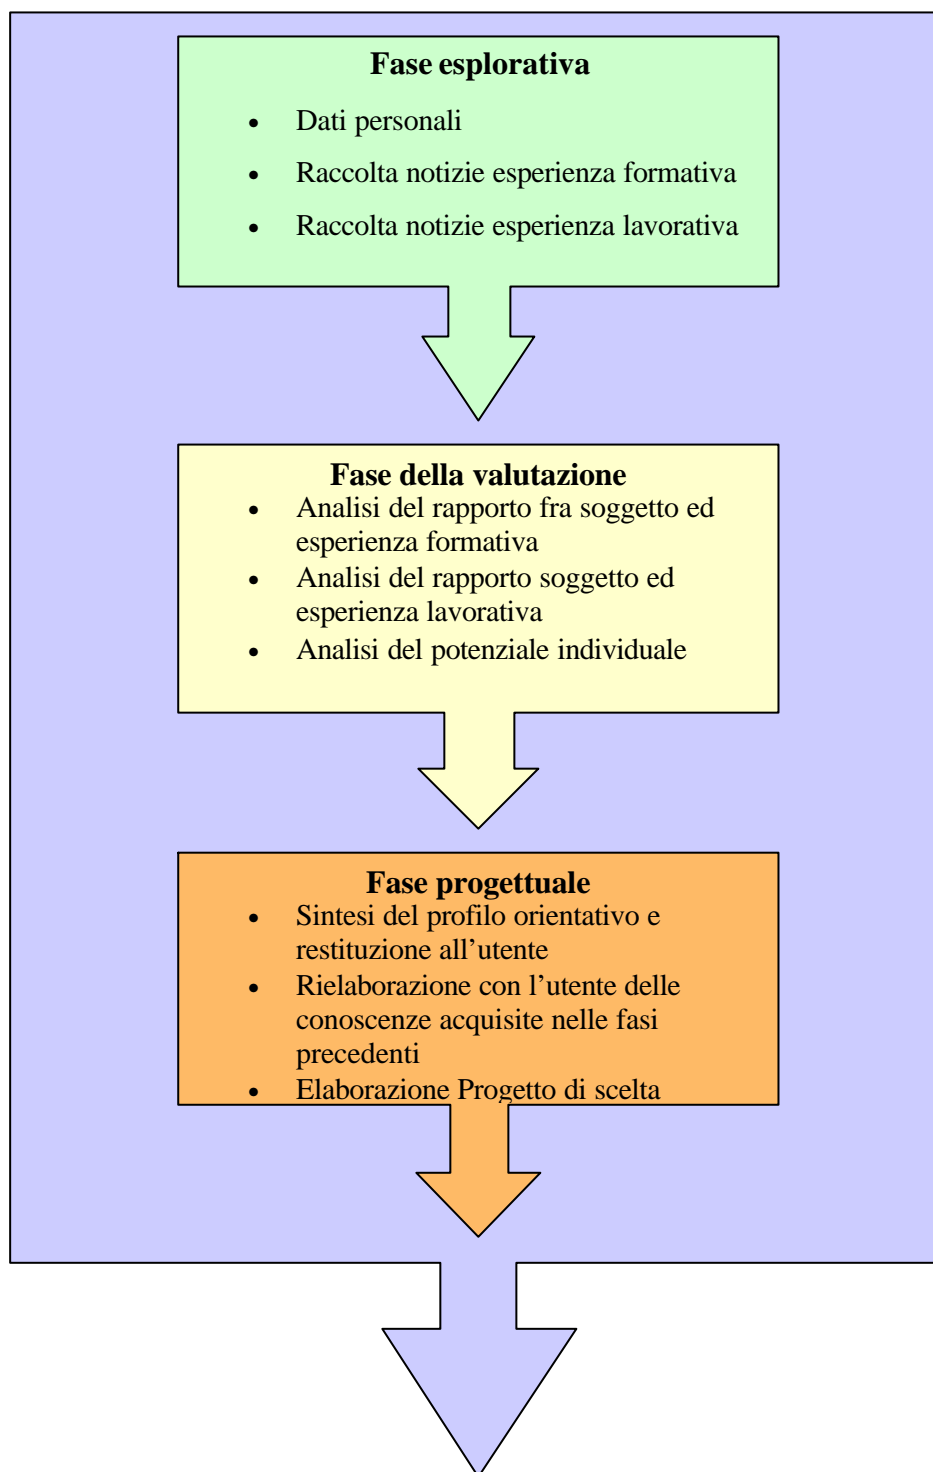 Fase esplorativa
• Dati personali
• Raccolta notizie esperienza formativa
• Raccolta notizie esperienza lavorativa
Fase della valutazione
• Analisi del rapporto fra soggetto ed
esperienza formativa
• Analisi del rapporto soggetto ed
esperienza lavorativa
• Analisi del potenziale individuale
Fase progettuale
• Sintesi del profilo orientativo e
restituzione all’utente
• Rielaborazione con l’utente delle
conoscenze acquisite nelle fasi
precedenti
• Elaborazione Progetto di scelta